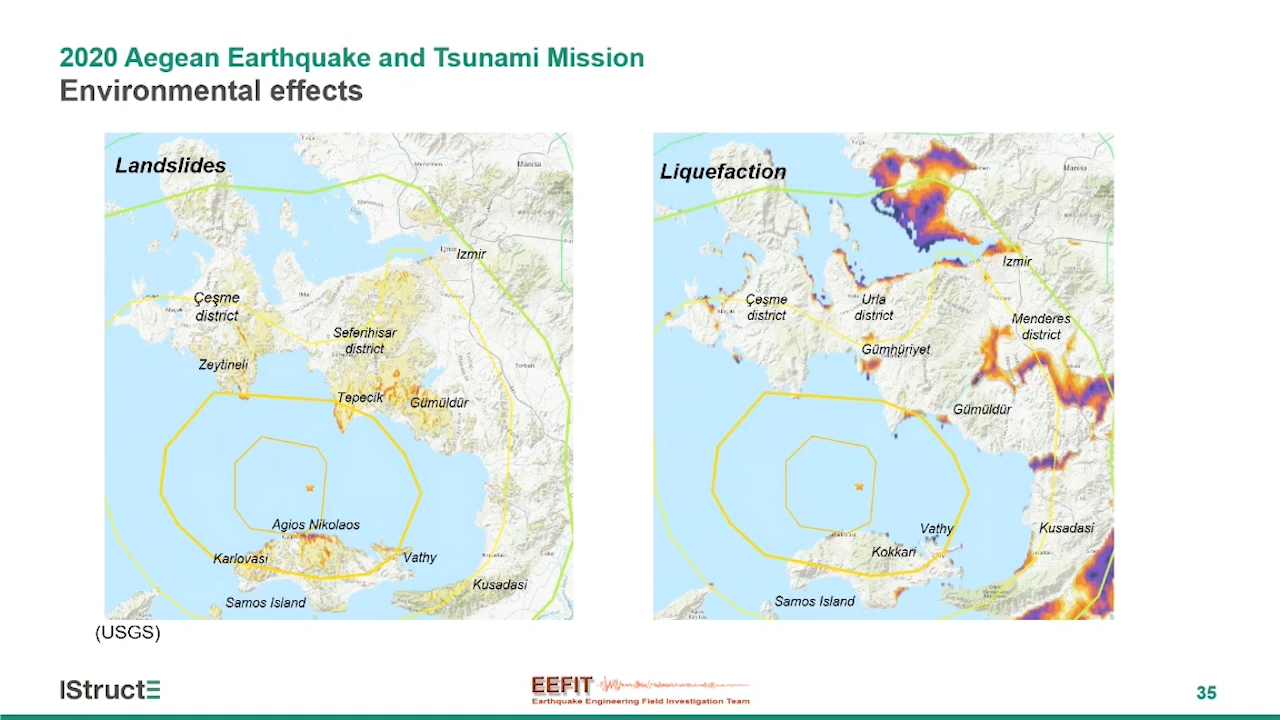 2020 Aegean Earthquake and Tsunami Mission
Environmental effects
Landslides
Manisa
Izmir
Çeşme
district
Seferihisar
district
Zeytineli
Tepecik
Gümüldür
Agios Nikolaos
Karlovasi
Vathy
Kusadasi
Samos Island
(USGS)
Liquefaction
Manisa
Izmir
Çeşme
district
Urla
district
Menderes
district
Gümhüriyet
Gümüldür
Vathy
Kusadasi
Kokkari
Samos Island
IStructE
EEFIT
Earthquake Engineering Field Investigation Team
35